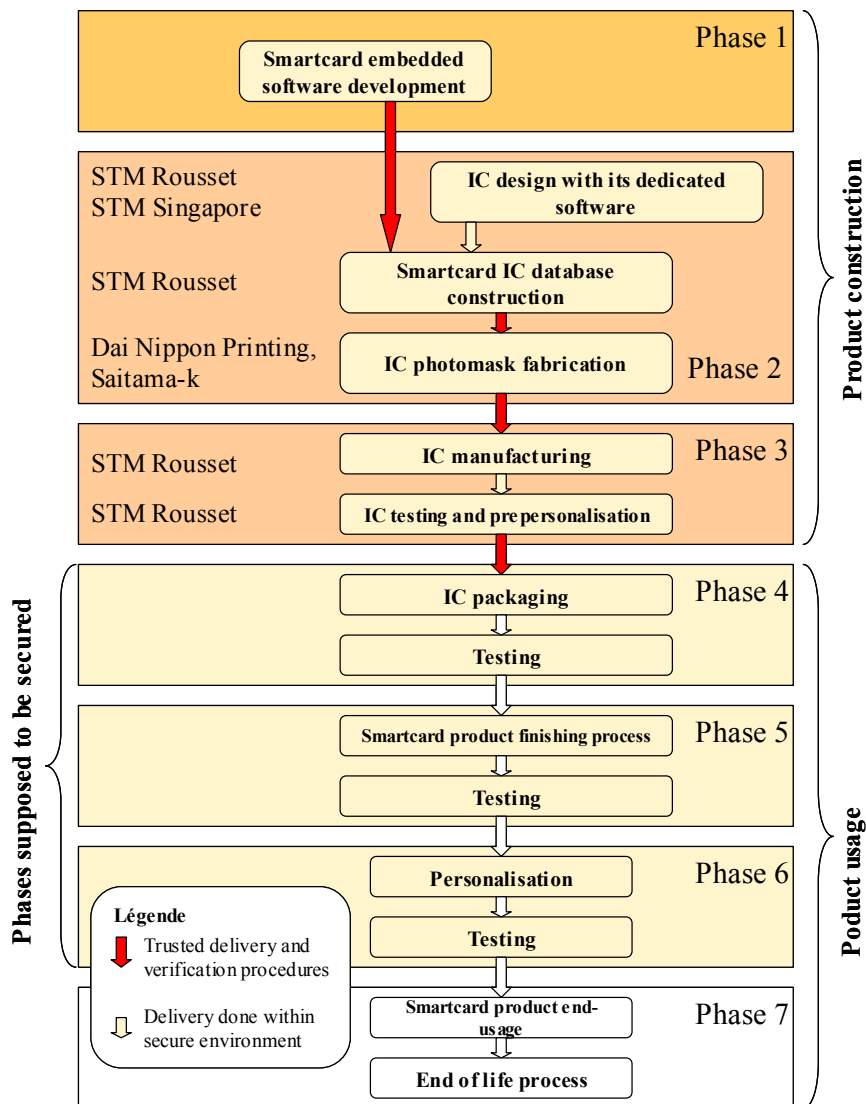 Phase 1
Smartcard embedded
software development
STM Rousset
STM Singapore
IC design with its dedicated
software
STM Rousset
Smartcard IC database
construction
Dai Nippon Printing,
Saitama-k
IC photomask fabrication
Phase 2
Product construction
Phase 3
STM Rousset
IC manufacturing
STM Rousset
IC testing and prepersonalisation
Phase 4
IC packaging
Testing
Phase 5
Smartcard product finishing process
Testing
Phases supposed to be secured
Poduct usage
Phase 6
Personalisation
Testing
Légende
Trusted delivery and
verification procedures
Delivery done within
secure environment
Phase 7
Smartcard product end-
usage
End of life process